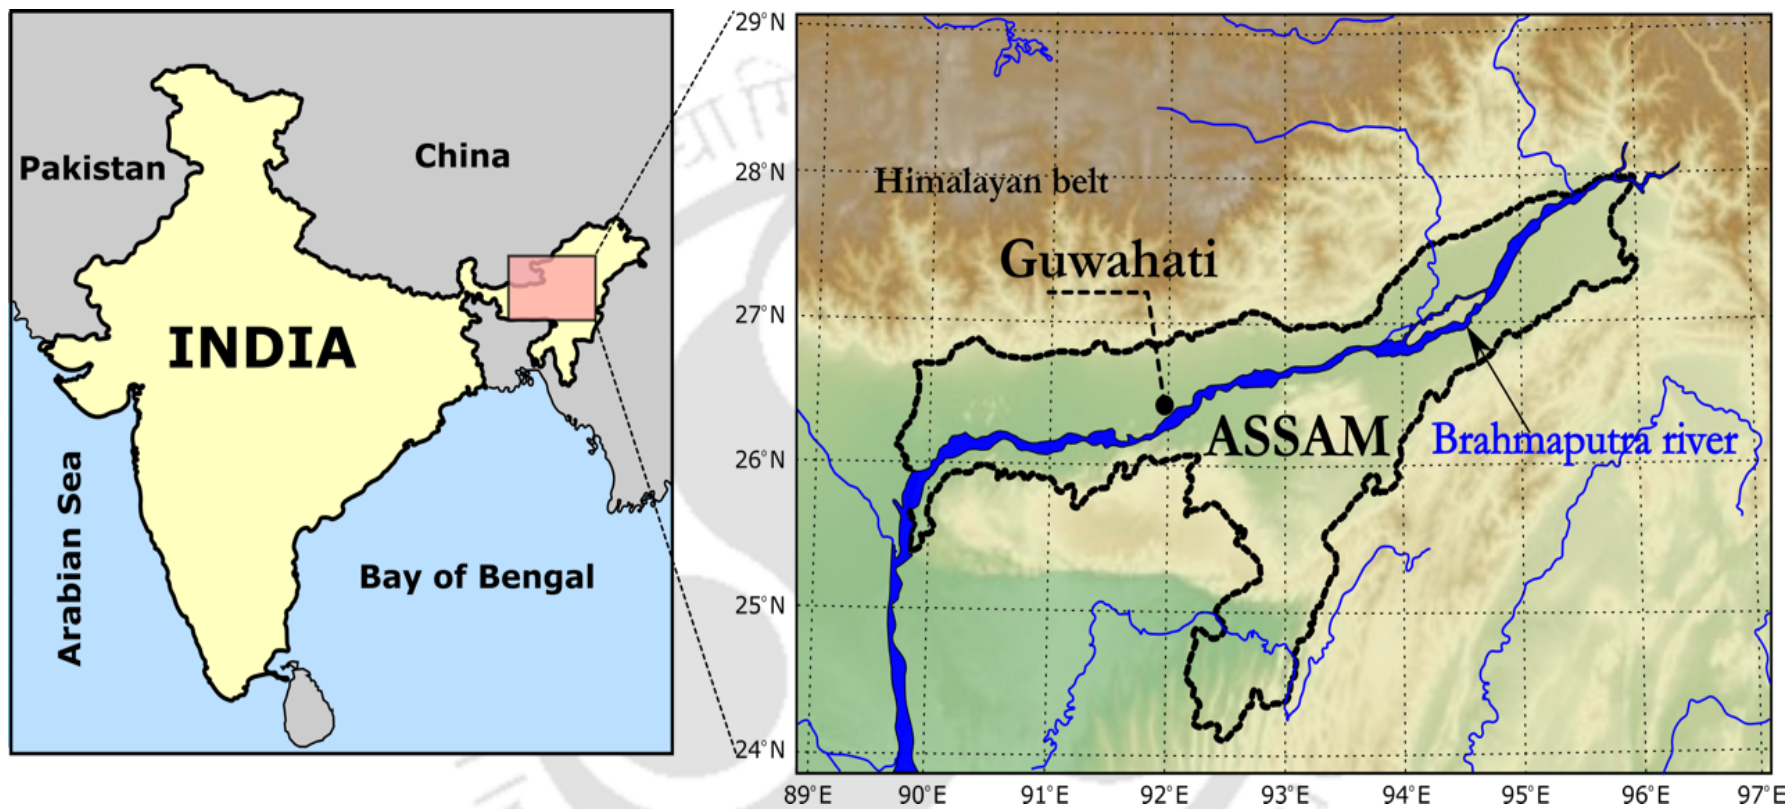 Pakistan
China
INDIA
Arabian Sea
Bay of Bengal
29°N
28°N
27°N
26°N
25°N
24°N
Himalayan belt
Guwahati
ASSAM
Brahmaputra river
89°E 90°E 91°E 92°E 93°E 94°E 95°E 96°E 97°E